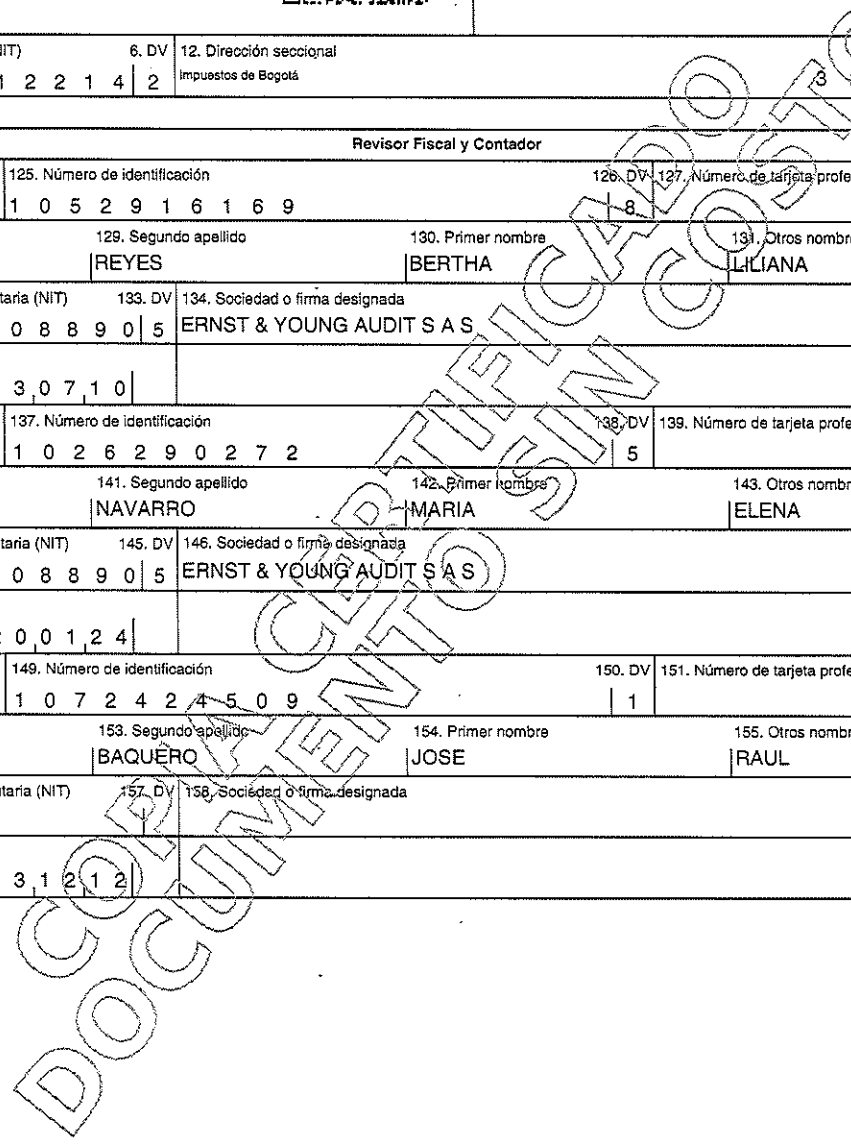 IIT) 6. DV 12. Dirección seccional
1 2 2 1 4 2 Impuestos de Bogotá 3
Revisor Fiscal y Contador
125. Número de identificación 126. DV 127. Número de tarjeta profe
1 0 5 2 9 1 6 1 6 9 8
129. Segundo apellido 130. Primer nombre 131. Otros nombre
REYES BERTHA LILIANA
taria (NIT) 133. DV 134. Sociedad o firma designada
0 8 8 9 0 5 ERNST & YOUNG AUDIT S A S
3 0 7 1 0
137. Número de identificación 138. DV 139. Número de tarjeta profe
1 0 2 6 2 9 0 2 7 2 5
141. Segundo apellido 142. Primer nombre 143. Otros nombr
NAVARRO MARIA ELENA
taria (NIT) 145. DV 146. Sociedad o firma designada
0 8 8 9 0 5 ERNST & YOUNG AUDIT S A S
0 0 1 2 4
149. Número de identificación 150. DV 151. Número de tarjeta profe
1 0 7 2 4 2 4 5 0 9 1
153. Segundo apellido 154. Primer nombre 155. Otros nombr
BAQUERO JOSE RAUL
utaria (NIT) 157. DV 158. Sociedad o firma designada
3 1 2 1 2
COPIA CERTIFICADO
DOCUMENTO SIN COSTO